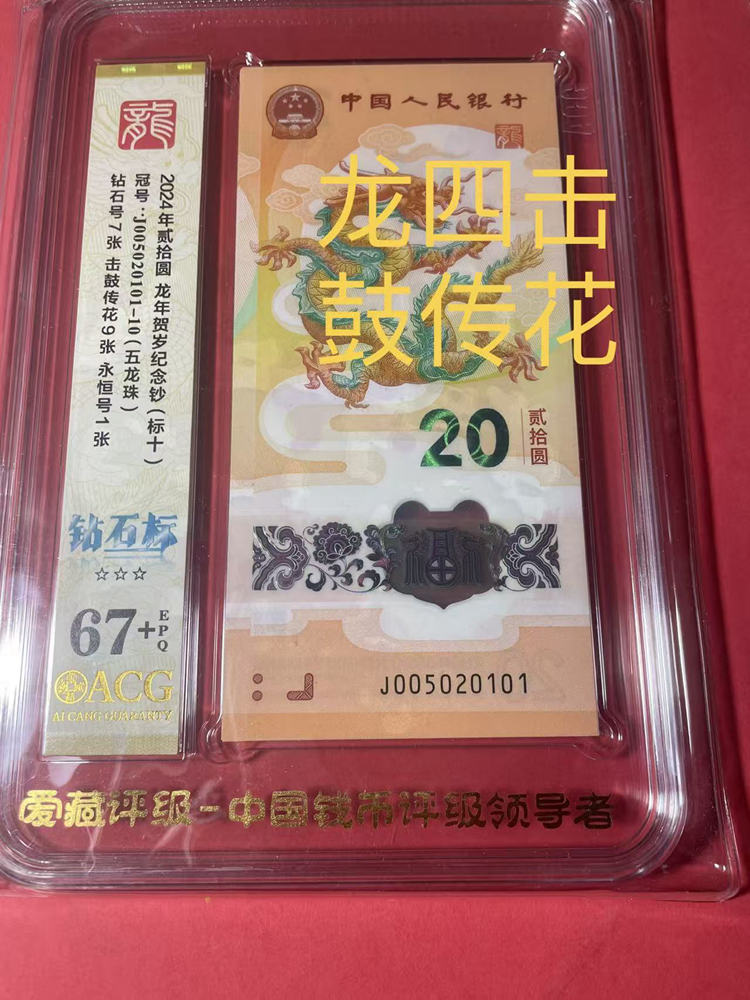 龍
2024年贰拾圆 龙年贺岁纪念钞（标十）
冠号：J005020101-10（五龙珠）
钻石号7张 击鼓传花9张 永恒号1张
钻石标
☆☆☆
67+
EPQ
ACG
AI CANG GUARANTY
中国人民银行
龍
龙四击
鼓传花
20
贰拾圆
福
J005020101
爱藏评级-中国钱币评级领导者